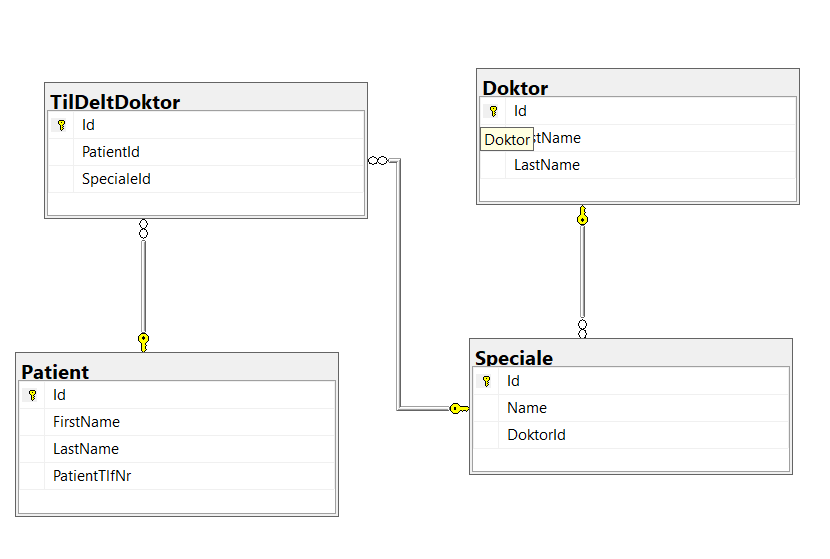 TilDeltDoktor
Id
PatientId
SpecialeId
Doktor
Id
Doktor
stName
LastName
Patient
Id
FirstName
LastName
PatientTlfNr
Speciale
Id
Name
DoktorId